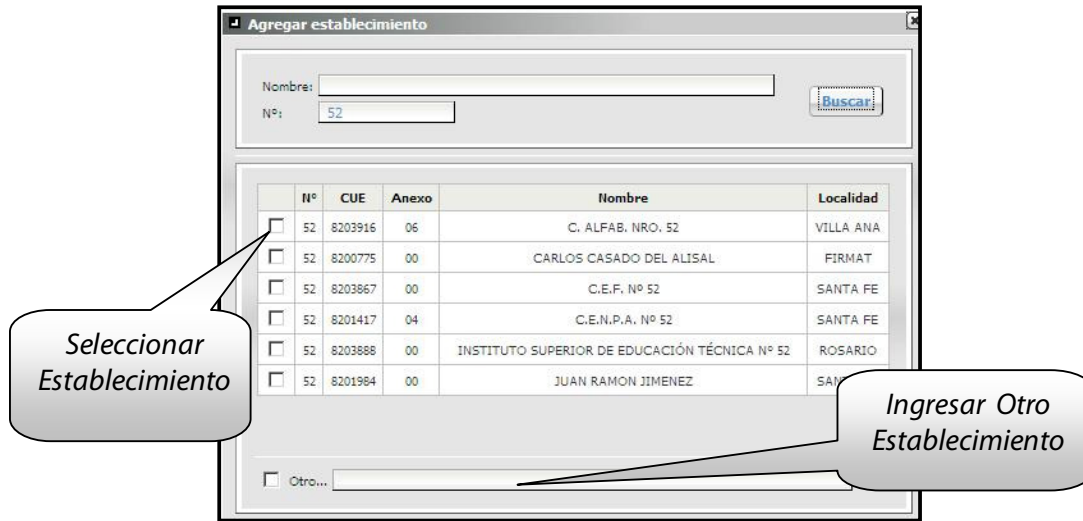 Agregar establecimiento
Nombre:
Buscar
Nº: 52
Nº CUE Anexo Nombre Localidad
52 8203916 06 C. ALFAB. NRO. 52 VILLA ANA
52 8200775 00 CARLOS CASADO DEL ALISAL FIRMAT
52 8203867 00 C.E.F. Nº 52 SANTA FE
52 8201417 04 C.E.N.P.A. Nº 52 SANTA FE
52 8203888 00 INSTITUTO SUPERIOR DE EDUCACIÓN TÉCNICA Nº 52 ROSARIO
52 8201984 00 JUAN RAMON JIMENEZ
Seleccionar
Establecimiento
Ingresar Otro
Establecimiento
Otro...